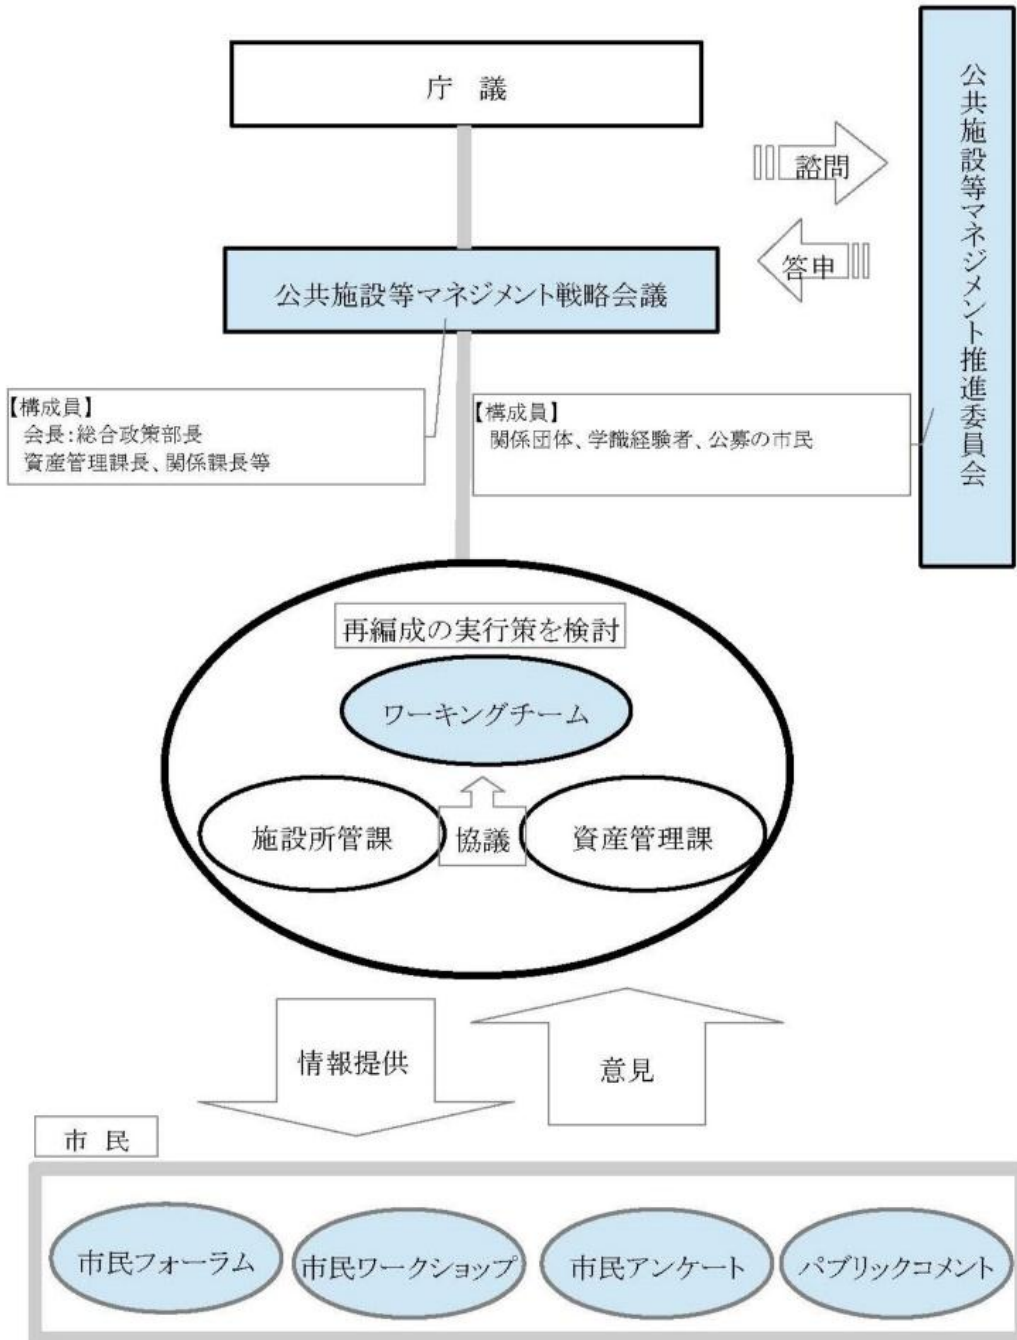 庁 議
公共施設等マネジメント推進委員会
諮問
答申
公共施設等マネジメント戦略会議
【構成員】
会長:総合政策部長
資産管理課長、関係課長等
【構成員】
関係団体、学識経験者、公募の市民
再編成の実行策を検討
ワーキングチーム
施設所管課
協議
資産管理課
情報提供
意見
市 民
市民フォーラム
市民ワークショップ
市民アンケート
パブリックコメント